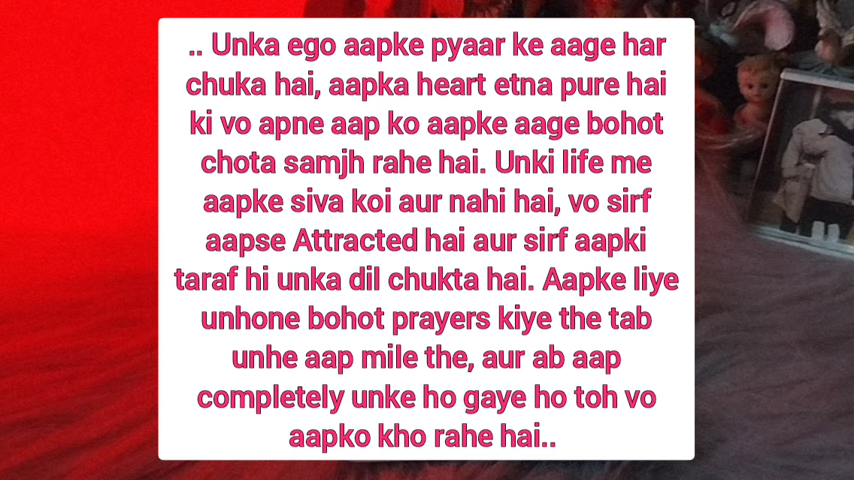 .. Unka ego aapke pyaar ke aage har
chuka hai, aapka heart etna pure hai
ki vo apne aap ko aapke aage bohot
chota samjh rahe hai. Unki life me
aapke siva koi aur nahi hai, vo sirf
aapse Attracted hai aur sirf aapki
taraf hi unka dil chukta hai. Aapke liye
unhone bohot prayers kiye the tab
unhe aap mile the, aur ab aap
completely unke ho gaye ho toh vo
aapko kho rahe hai..